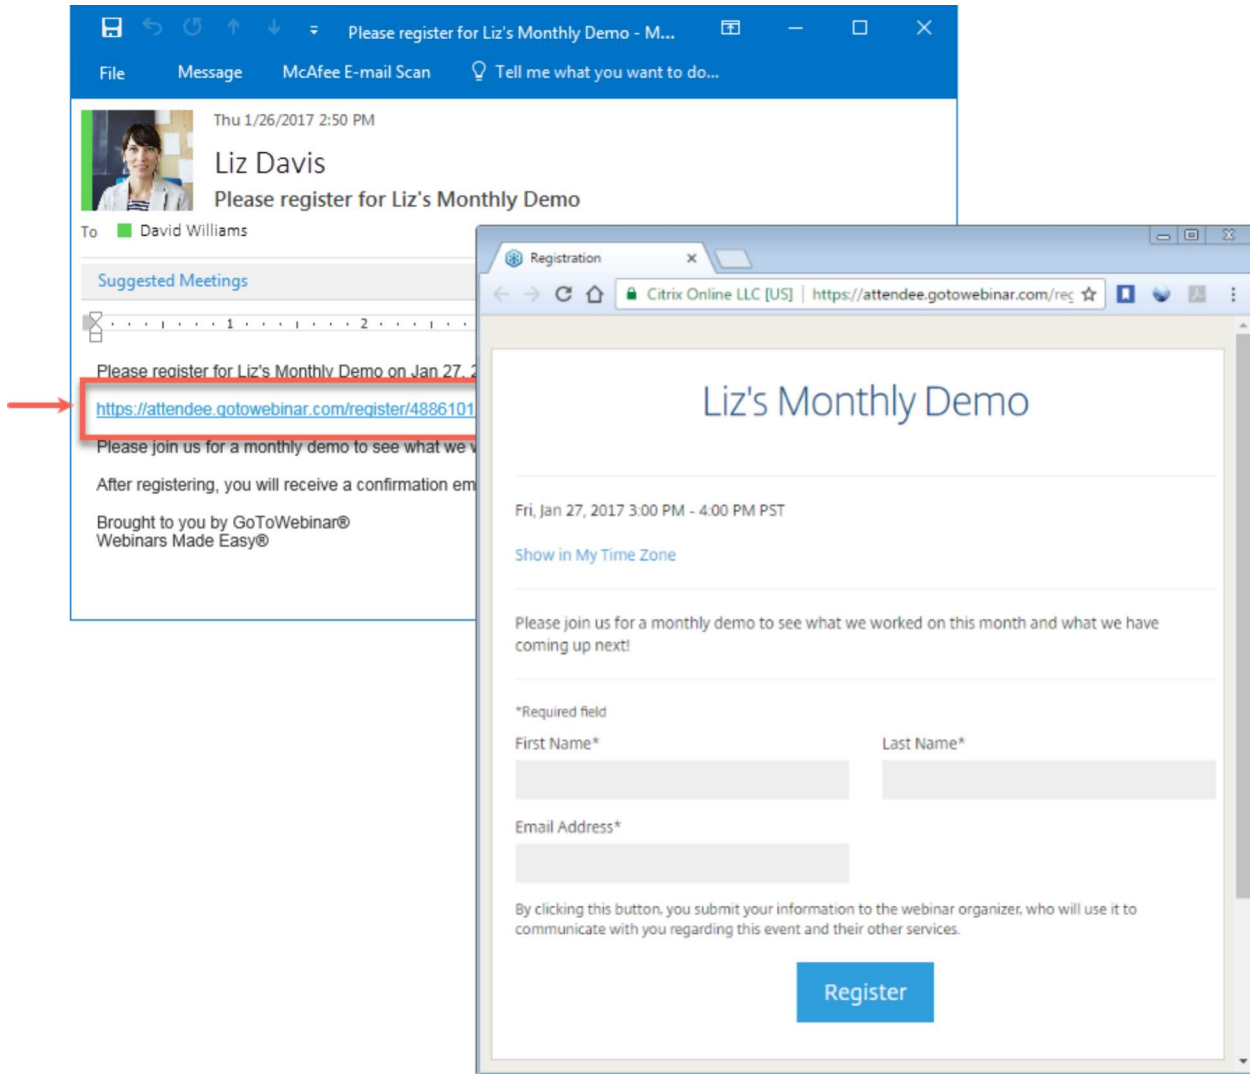 Please register for Liz's Monthly Demo - M...
File Message McAfee E-mail Scan Tell me what you want to do...
Thu 1/26/2017 2:50 PM
Liz Davis
Please register for Liz's Monthly Demo
To David Williams
Suggested Meetings
1 2
Please register for Liz's Monthly Demo on Jan 27, 2
https://attendee.gotowebinar.com/register/4886101
Please join us for a monthly demo to see what we w
After registering, you will receive a confirmation em
Brought to you by GoToWebinar®
Webinars Made Easy®
Registration
Citrix Online LLC [US] | https://attendee.gotowebinar.com/reg
Liz's Monthly Demo
Fri, Jan 27, 2017 3:00 PM - 4:00 PM PST
Show in My Time Zone
Please join us for a monthly demo to see what we worked on this month and what we have
coming up next!
*Required field
First Name* Last Name*
Email Address*
By clicking this button, you submit your information to the webinar organizer, who will use it to
communicate with you regarding this event and their other services.
Register